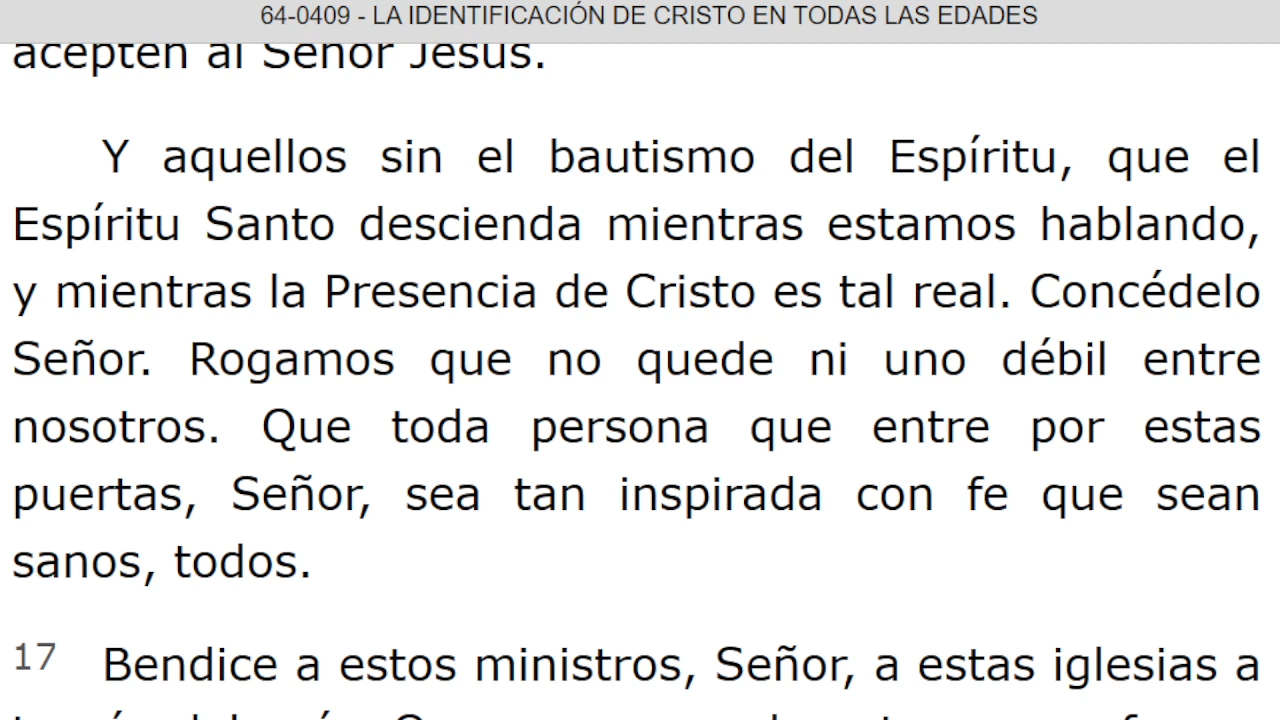 64-0409 - LA IDENTIFICACIÓN DE CRISTO EN TODAS LAS EDADES
acepten al Señor Jesús.
Y aquellos sin el bautismo del Espíritu, que el
Espíritu Santo descienda mientras estamos hablando,
y mientras la Presencia de Cristo es tal real. Concédelo
Señor. Rogamos que no quede ni uno débil entre
nosotros. Que toda persona que entre por estas
puertas, Señor, sea tan inspirada con fe que sean
sanos, todos.
17 Bendice a estos ministros, Señor, a estas iglesias a